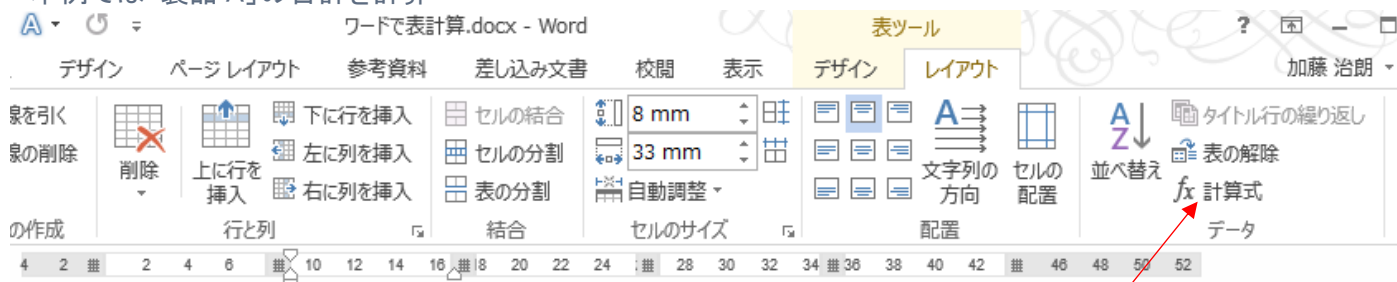 ワードで表計算.docx - Word
表ツール
?
デザイン ページ レイアウト 参考資料 差し込み文書 校閲 表示 デザイン レイアウト 加藤 治朗
線を引く
線の削除
削除
上に行を
挿入
下に行を挿入
左に列を挿入
右に列を挿入
セルの結合
セルの分割
表の分割
8 mm
33 mm
自動調整
A
文字列の
方向
セルの
配置
A
Z
並べ替え
タイトル行の繰り返し
表の解除
fx 計算式
の作成 行と列 結合 セルのサイズ 配置 データ
4 2 2 4 6 10 12 14 16 18 20 22 24 28 30 32 34 36 38 40 42 46 48 50 52